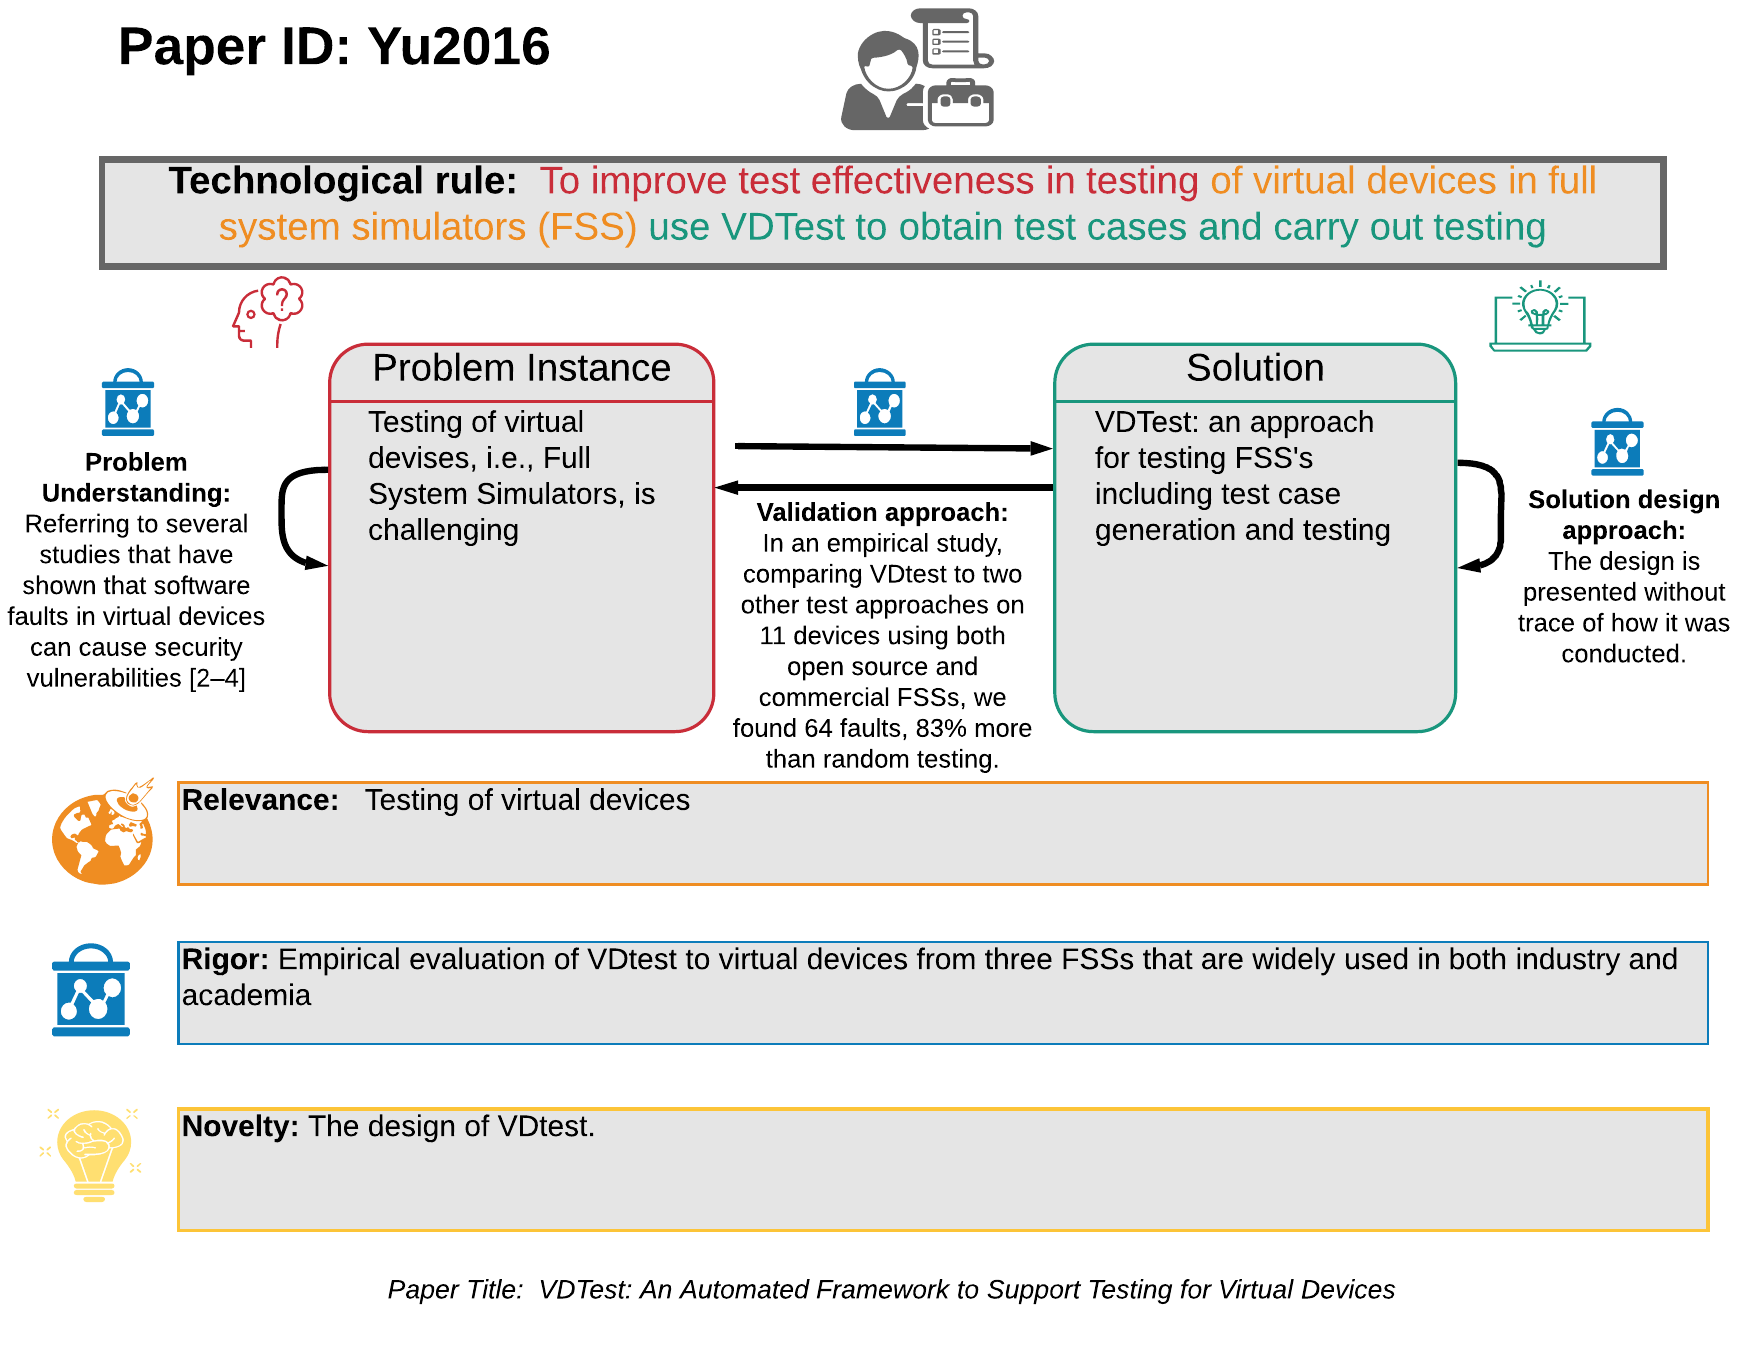 Paper ID: Yu2016
Technological rule: To improve test effectiveness in testing of virtual devices in full
system simulators (FSS) use VDTest to obtain test cases and carry out testing
?
Problem
Understanding:
Referring to several
studies that have
shown that software
faults in virtual devices
can cause security
vulnerabilities [2–4]
Problem Instance
Testing of virtual
devises, i.e., Full
System Simulators, is
challenging
Validation approach:
In an empirical study,
comparing VDtest to two
other test approaches on
11 devices using both
open source and
commercial FSSs, we
found 64 faults, 83% more
than random testing.
Solution
VDTest: an approach
for testing FSS's
including test case
generation and testing
Solution design
approach:
The design is
presented without
trace of how it was
conducted.
Relevance: Testing of virtual devices
Rigor: Empirical evaluation of VDtest to virtual devices from three FSSs that are widely used in both industry and
academia
Novelty: The design of VDtest.
Paper Title: VDTest: An Automated Framework to Support Testing for Virtual Devices